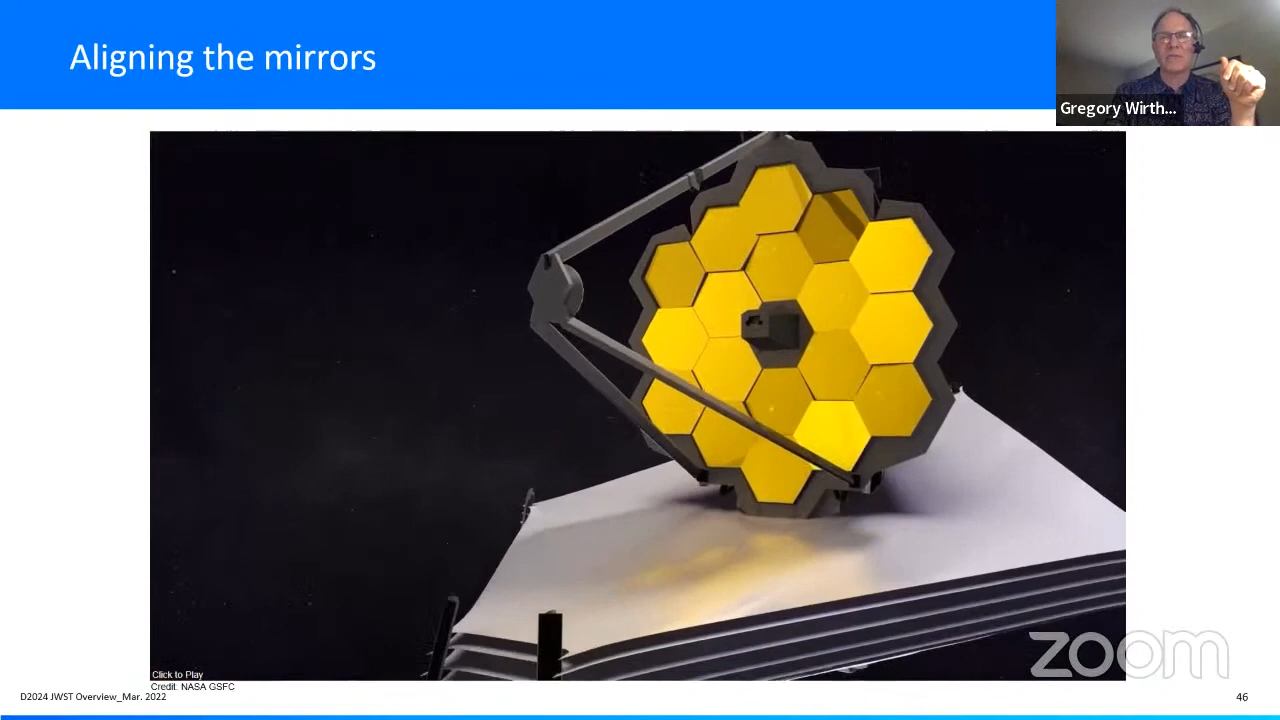 Aligning the mirrors
Gregory Wirth...
Click to Play
Credit: NASA GSFC
D2024 JWST Overview_Mar. 2022
zoom
46